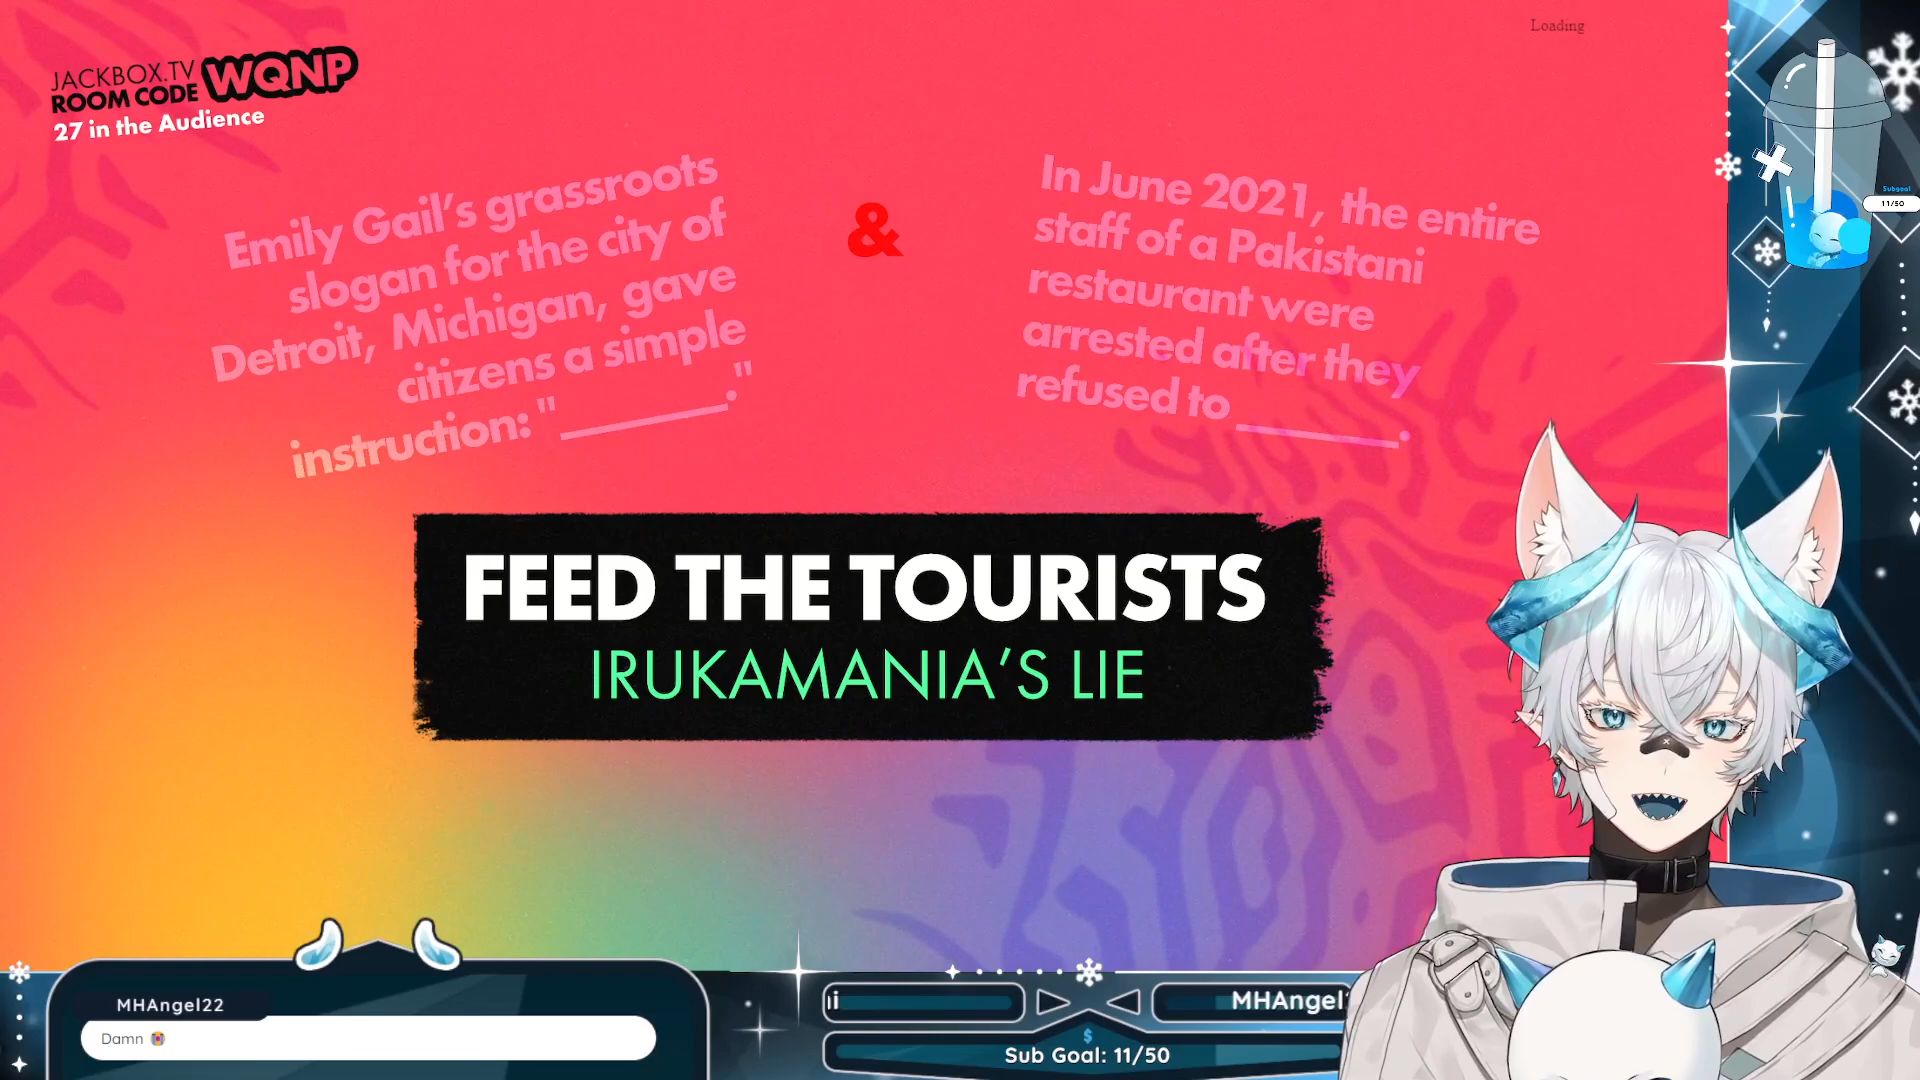 Loading
JACKBOX.TV
ROOM CODE WQNP
27 in the Audience
Emily Gail's grassroots
slogan for the city of
Detroit, Michigan, gave
citizens a simple
instruction: "________."
&
In June 2021, the entire
staff of a Pakistani
restaurant were
arrested after they
refused to ________.
FEED THE TOURISTS
IRUKAMANIA'S LIE
Subgoal
11/50
MHAngel22
Damn
MHAngel
$
Sub Goal: 11/50